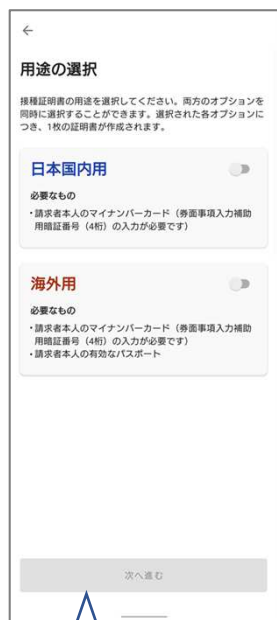 用途の選択
接種証明書の用途を選択してください。両方のオプションを
同時に選択することができます。選択された各オプションに
つき、1枚の証明書が作成されます。
日本国内用
必要なもの
・請求者本人のマイナンバーカード（券面事項入力補助
用暗証番号（4桁）の入力が必要です）
海外用
必要なもの
・請求者本人のマイナンバーカード（券面事項入力補助
用暗証番号（4桁）の入力が必要です）
・請求者本人の有効なパスポート
次へ進む